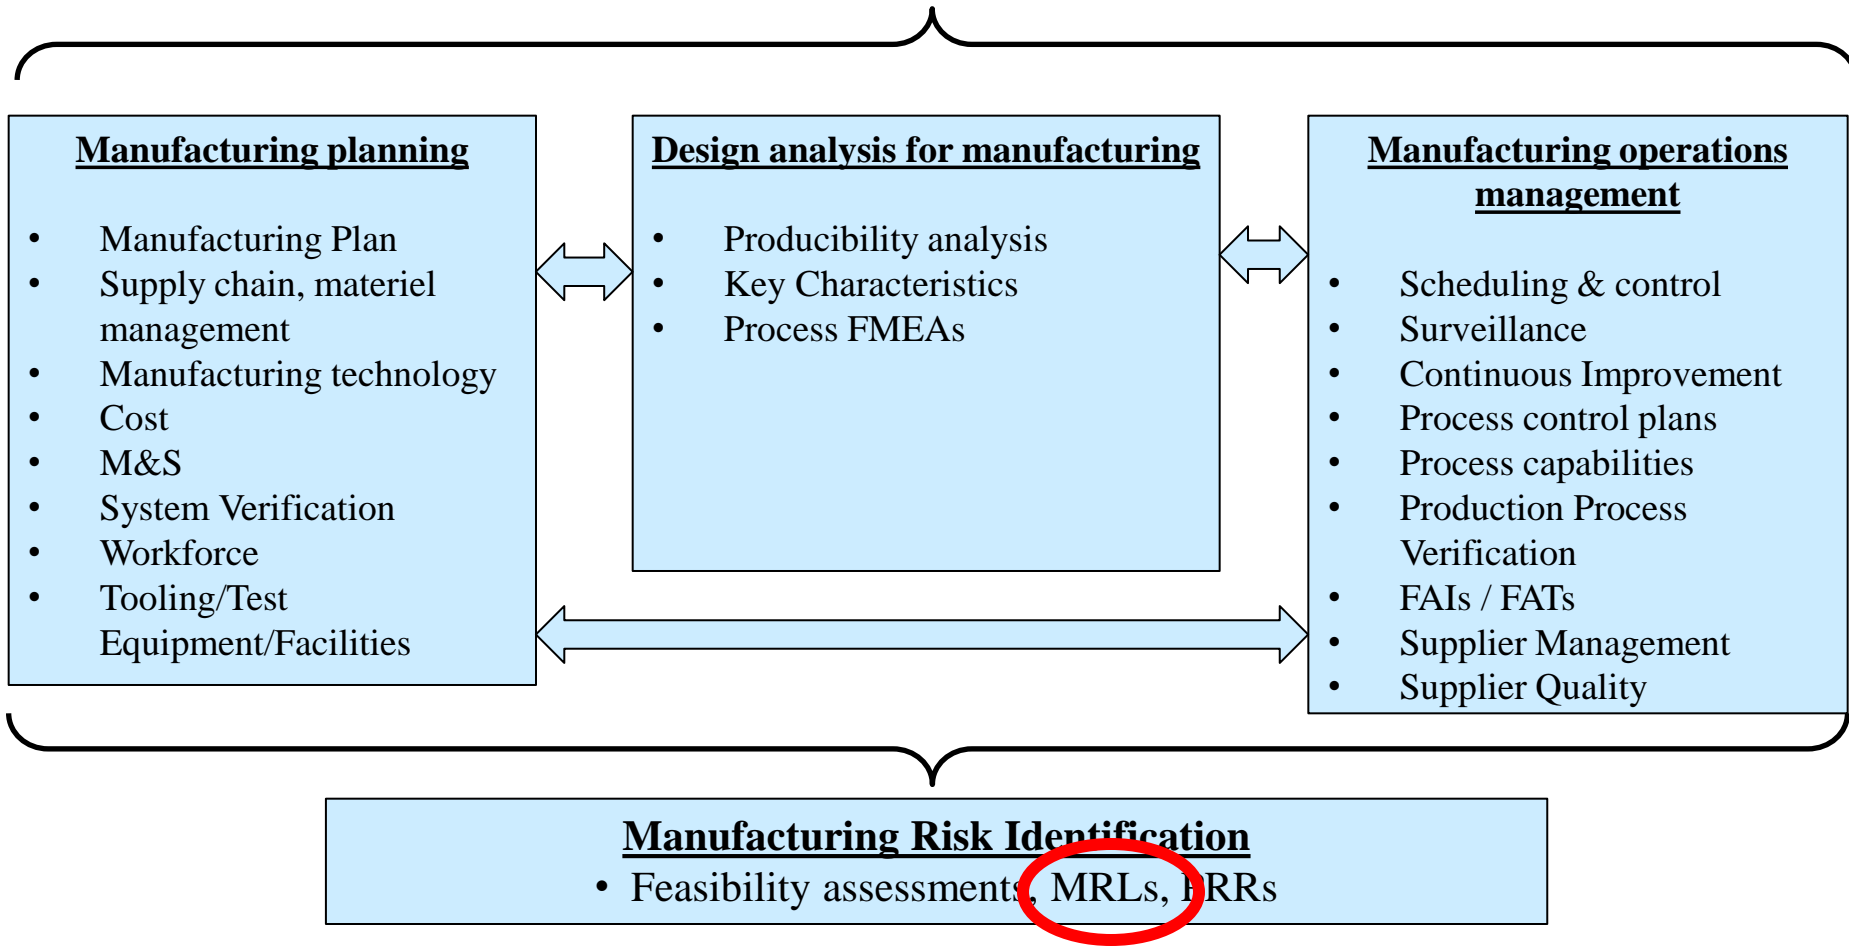 Manufacturing planning
• Manufacturing Plan
• Supply chain, materiel
management
• Manufacturing technology
• Cost
• M&S
• System Verification
• Workforce
• Tooling/Test
Equipment/Facilities
Design analysis for manufacturing
• Producibility analysis
• Key Characteristics
• Process FMEAs
Manufacturing operations
management
• Scheduling & control
• Surveillance
• Continuous Improvement
• Process control plans
• Process capabilities
• Production Process
Verification
• FAIs / FATs
• Supplier Management
• Supplier Quality
Manufacturing Risk Identification
• Feasibility assessments, MRLs, PRRs